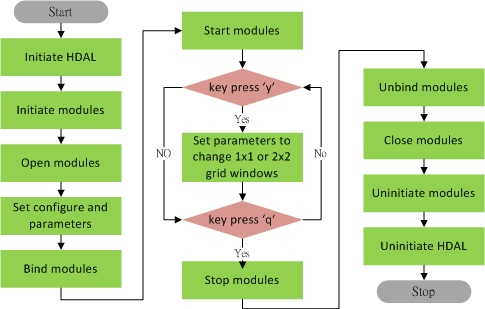 Start
Initiate HDAL
Initiate modules
Open modules
Set configure and
parameters
Bind modules
Start modules
key press ‘y’
Yes
NO
No
Set parameters to
change 1x1 or 2x2
grid windows
key press ‘q’
Yes
Stop modules
Unbind modules
Close modules
Uninitiate modules
Uninitiate HDAL
Stop